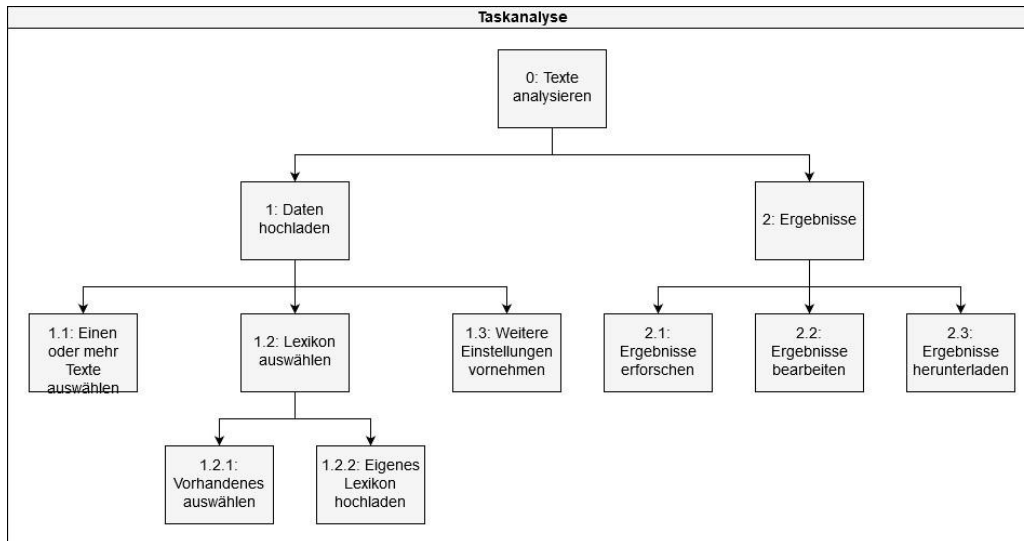 Taskanalyse
0: Texte
analysieren
1: Daten
hochladen
2: Ergebnisse
1.1: Einen
oder mehr
Texte
auswählen
1.2: Lexikon
auswählen
1.3: Weitere
Einstellungen
vornehmen
2.1:
Ergebnisse
erforschen
2.2:
Ergebnisse
bearbeiten
2.3:
Ergebnisse
herunterladen
1.2.1:
Vorhandenes
auswählen
1.2.2: Eigenes
Lexikon
hochladen